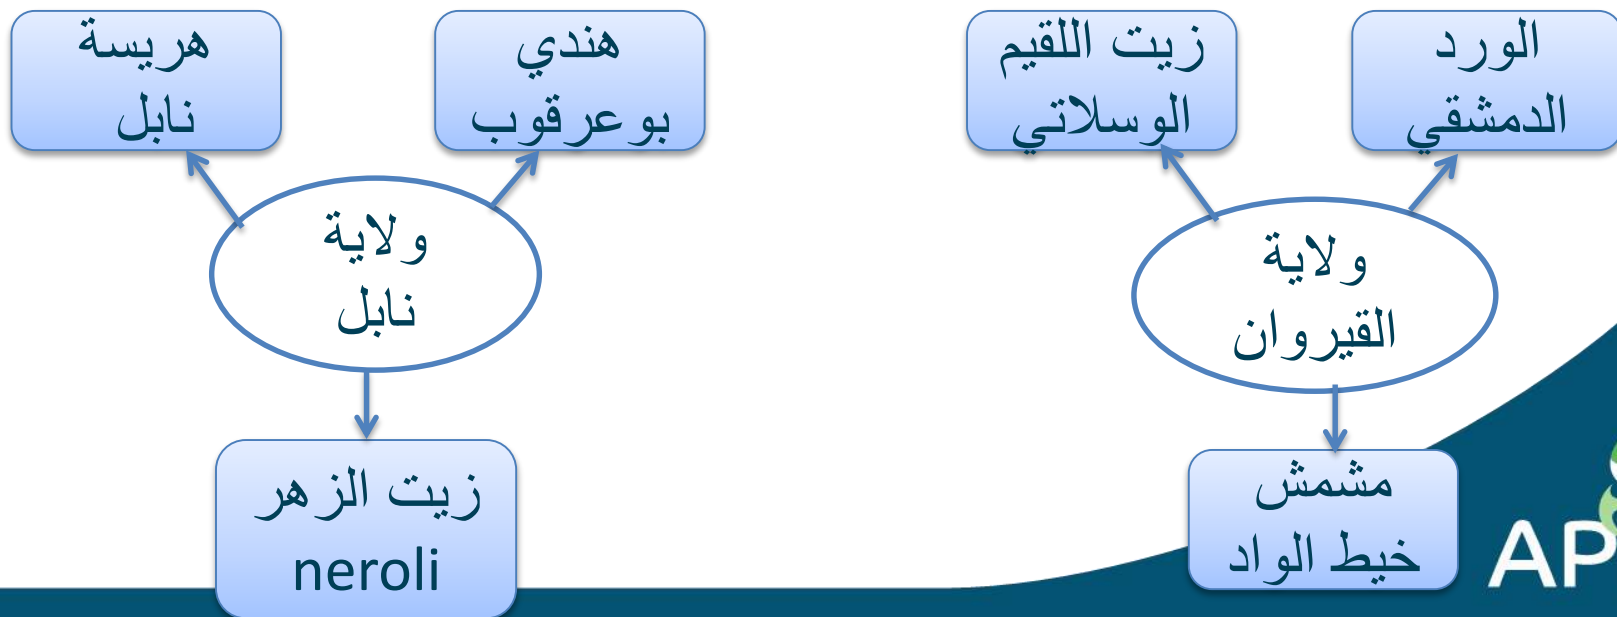 هريسة
نابل
هندي
بوعرقوب
زيت اللقيم
الوسلاتي
الورد
الدمشقي
ولاية
نابل
ولاية
القيروان
زيت الزهر
neroli
مشمش
خيط الواد
AP